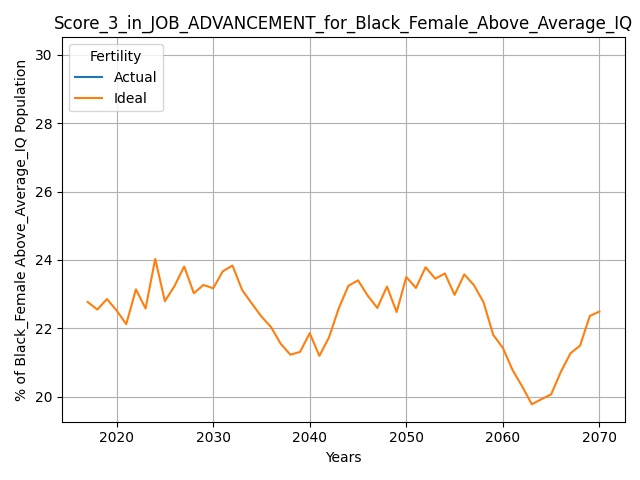 Score_3_in_JOB_ADVANCEMENT_for_Black_Female_Above_Average_IQ
Fertility
Actual
Ideal
% of Black_Female Above_Average_IQ Population
30
28
26
24
22
20
2020 2030 2040 2050 2060 2070
Years